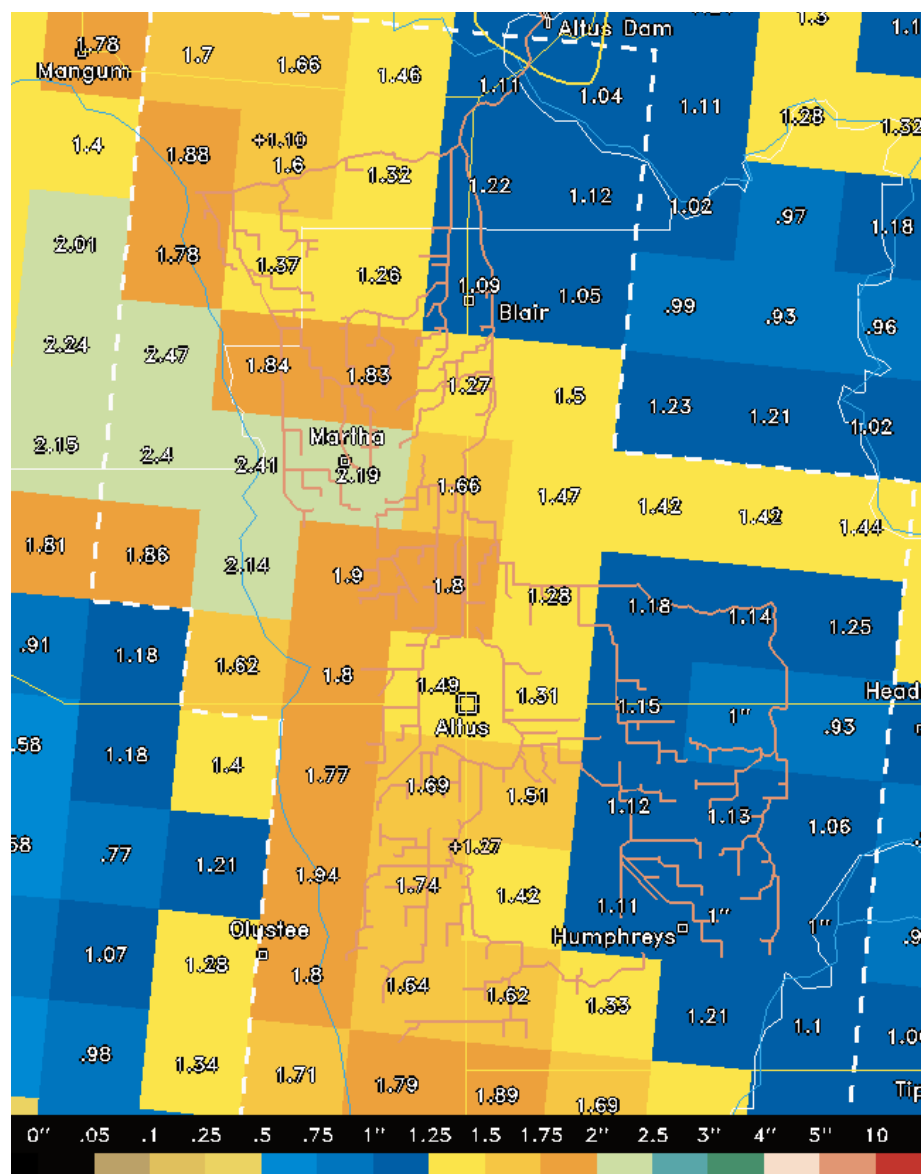 1.3
Altus Dam
1.78 1.7 1.66 1.46
Mangum
1.11 1.04 1.11 1.28 1.32
1.4 1.88 +1.10
1.6 1.32 1.22 1.12 1.02 .97 1.18
2.01 1.78 1.37 1.26 1.09 1.05 .99 .93 .96
Blair
2.24 2.47 1.84 1.83 1.27 1.5 1.23 1.21 1.02
Martha
2.15 2.4 2.41 2.19 1.66 1.47 1.42 1.42 1.44
1.81 1.86 2.14 1.9 1.8 1.28 1.18 1.14 1.25
.91 1.18 1.62 1.8 1.49 1.31 1.15 1" .93
Head
Altus
1.18 1.4 1.77 1.69 1.51 1.12 1.13 1.06
+1.27
.77 1.21 1.94 1.74 1.42 1.11 1" 1"
Olustee
Humphreys
1.07 1.28 1.8 1.64 1.62 1.33 1.21 1.1
.98 1.34 1.71 1.79 1.89 1.69
Tip
0" .05 .1 .25 .5 .75 1" 1.25 1.5 1.75 2" 2.5 3" 4" 5" 10